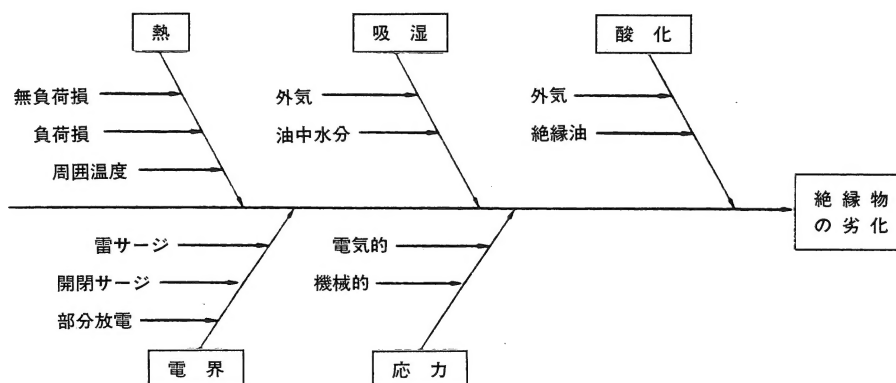 熱
吸湿
酸化
無負荷損
負荷損
周囲温度
外気
油中水分
外気
絶縁油
絶縁物
の劣化
雷サージ
開閉サージ
部分放電
電気的
機械的
電界
応力